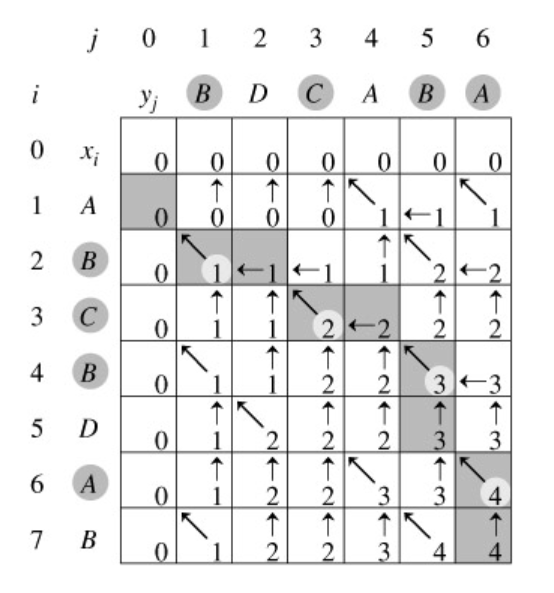 j 0 1 2 3 4 5 6
i y_j B D C A B A
0 x_i 0 0 0 0 0 0 0
1 A 0 ↑0 ↑0 ↑0 ↖1 ←1 ↖1
2 B 0 ↖1 ←1 ←1 ↑1 ↖2 ←2
3 C 0 ↑1 ↑1 ↖2 ←2 ↑2 ↑2
4 B 0 ↖1 ↑1 ↑2 ↑2 ↖3 ←3
5 D 0 ↑1 ↖2 ↑2 ↑2 ↑3 ↑3
6 A 0 ↑1 ↑2 ↑2 ↖3 ↑3 ↖4
7 B 0 ↖1 ↑2 ↑2 ↑3 ↖4 ↑4